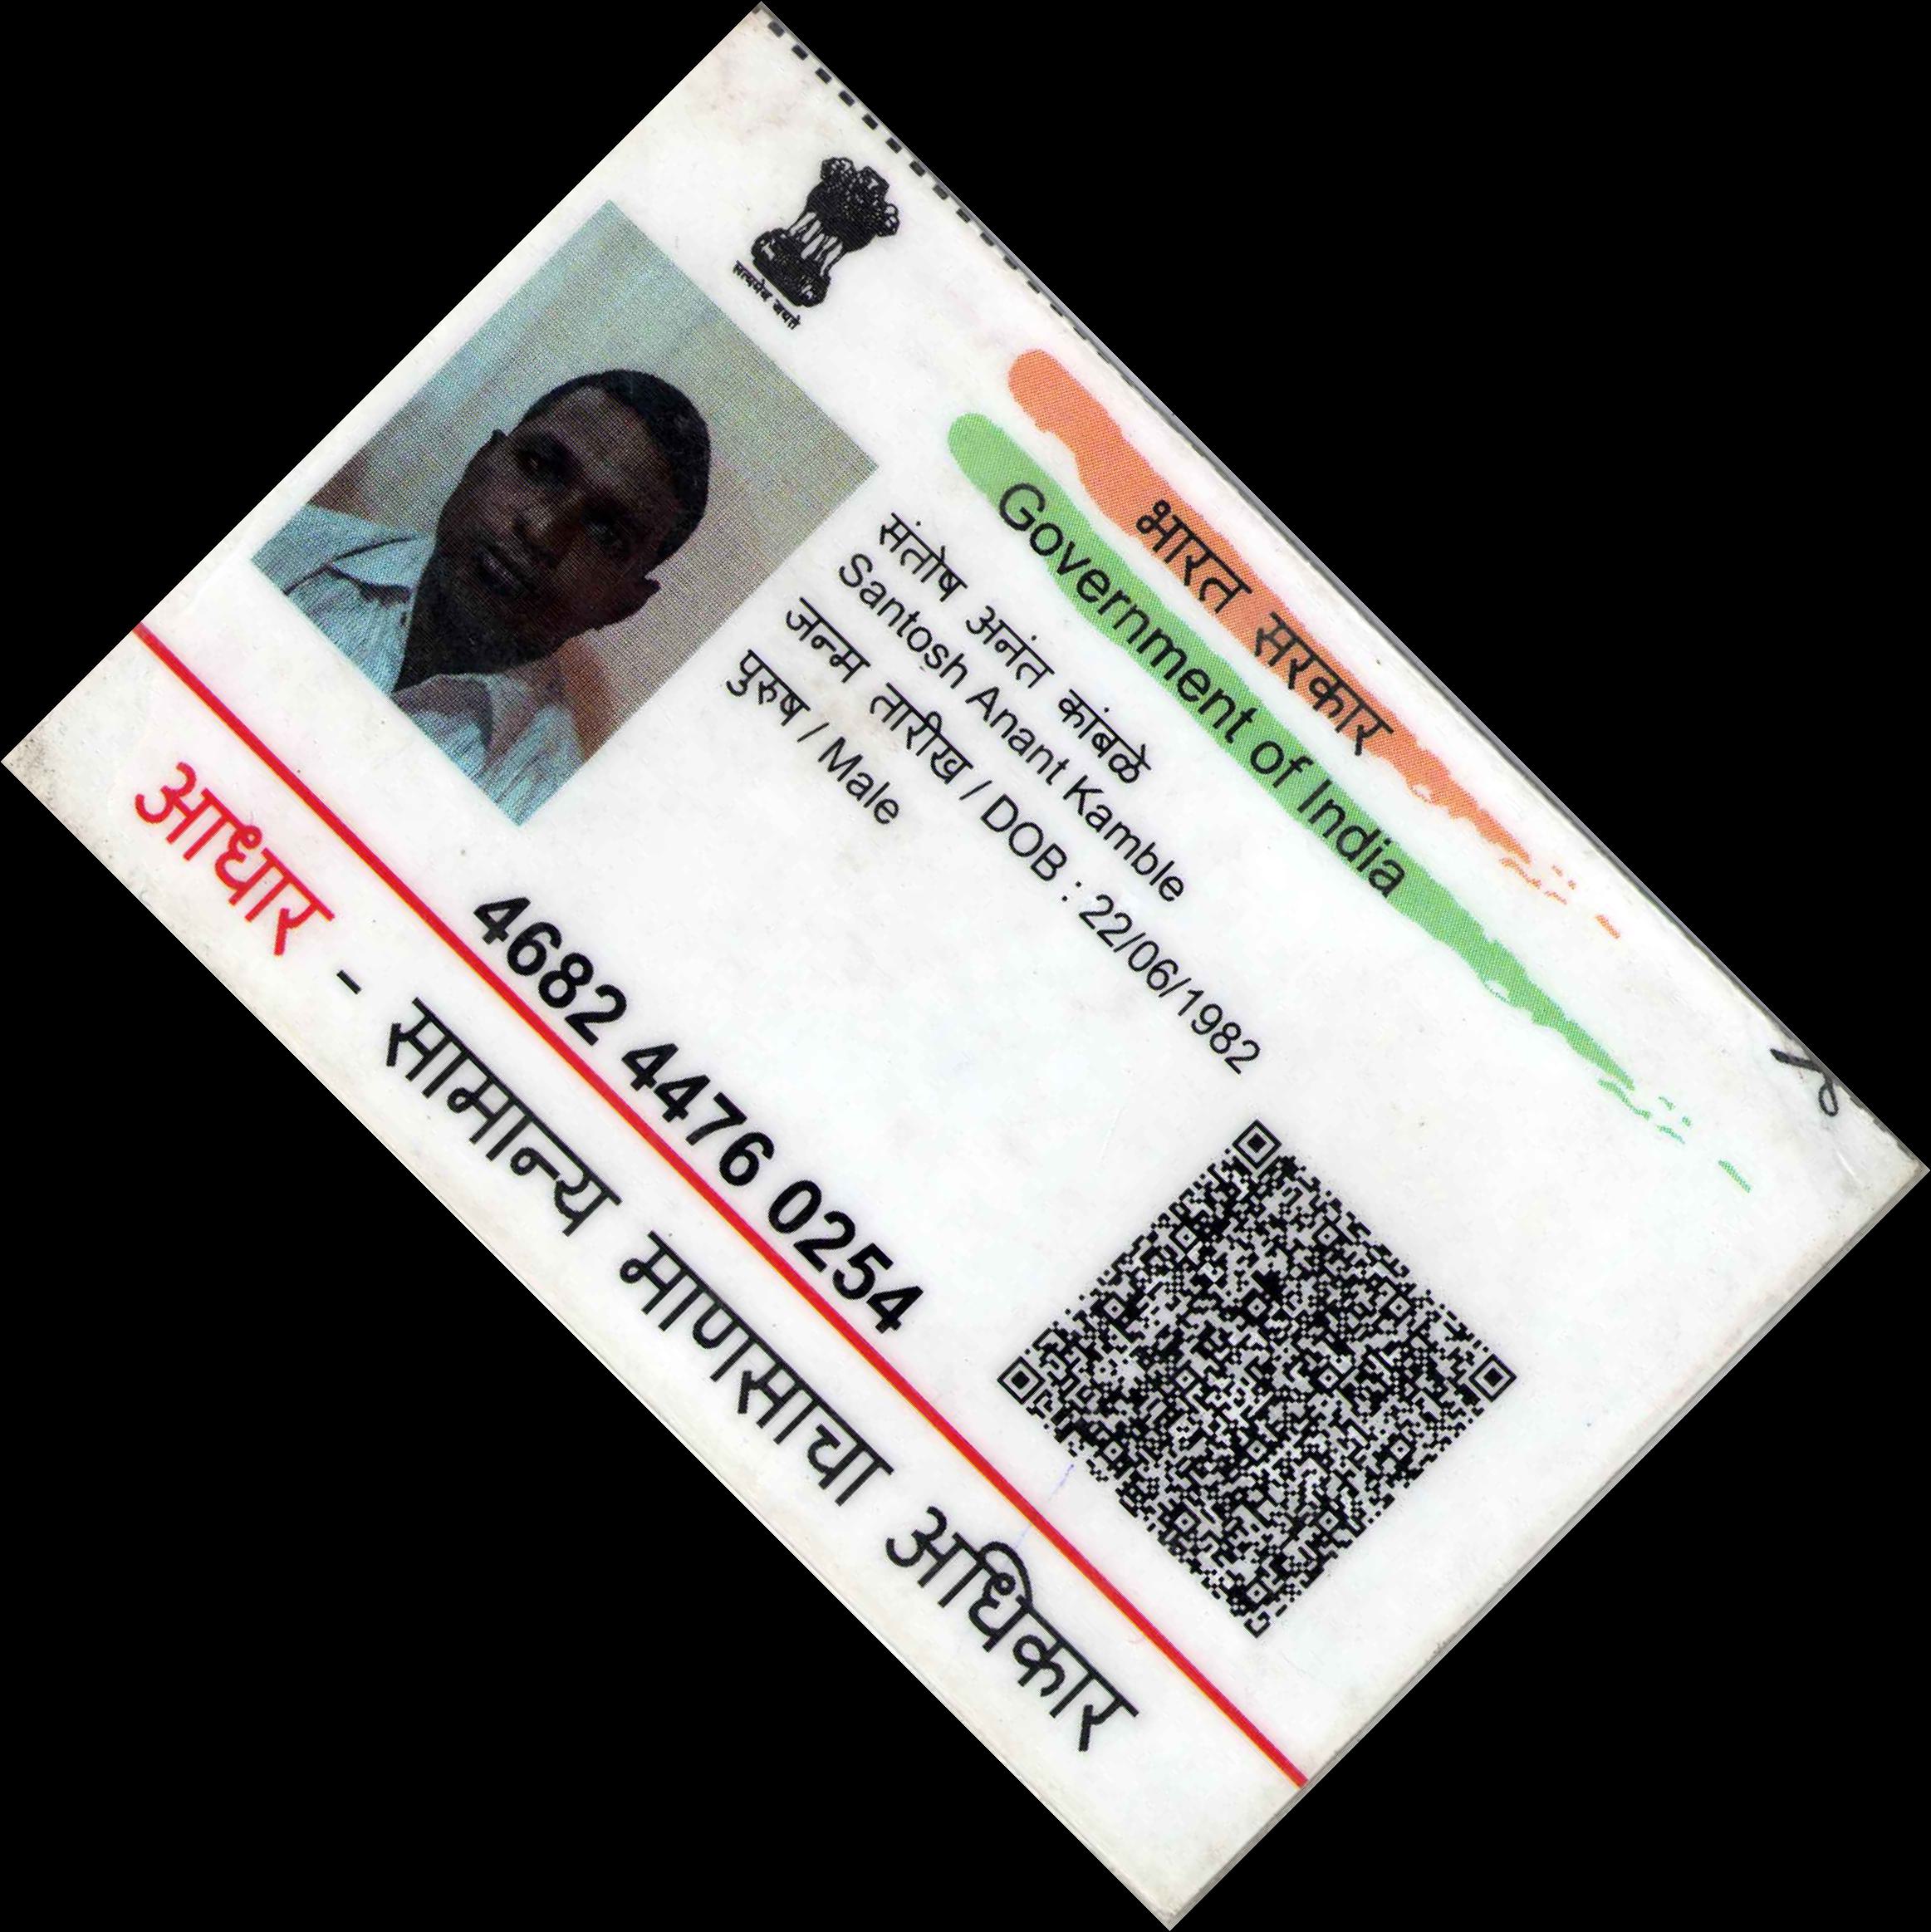 सत्यमेव जयते
भारत सरकार
Government of India
संतोष अनंत कांबळे
Santosh Anant Kamble
जन्म तारीख / DOB : 22/06/1982
पुरुष / Male
4682 4476 0254
आधार - सामान्य माणसाचा अधिकार